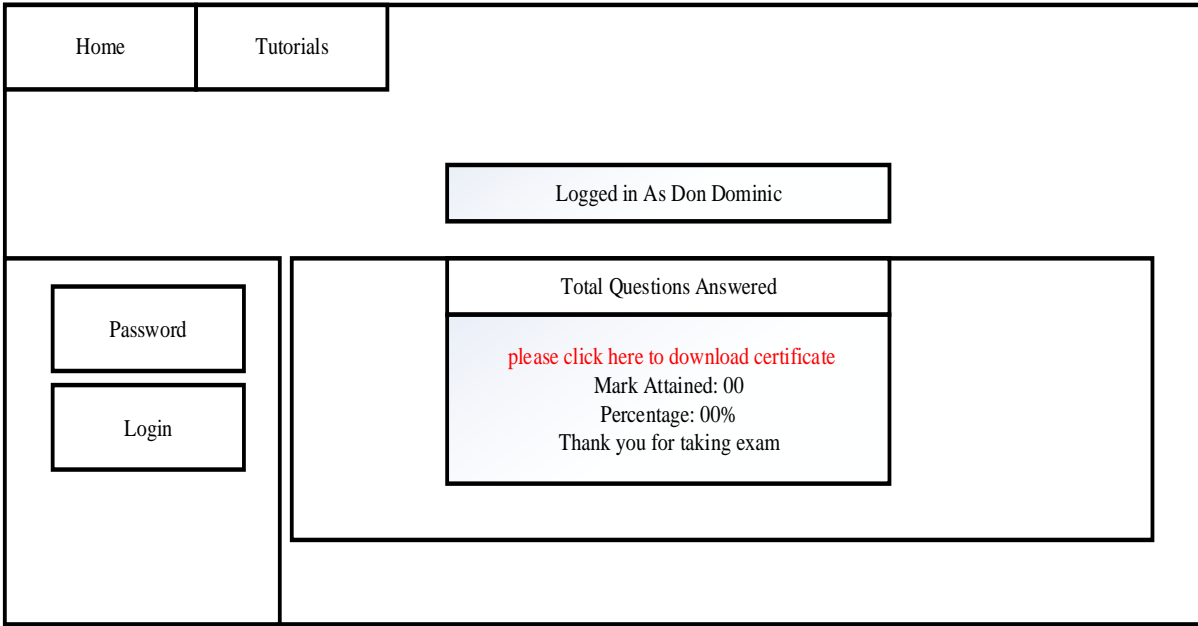 Home
Tutorials
Logged in As Don Dominic
Password
Login
Total Questions Answered
please click here to download certificate
Mark Attained: 00
Percentage: 00%
Thank you for taking exam